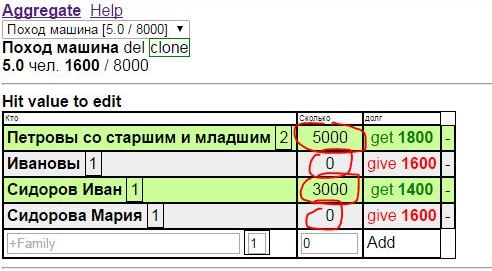 Aggregate Help
Поход машина [5.0 / 8000]
Поход машина del clone
5.0 чел. 1600 / 8000
Hit value to edit
Кто Сколько долг
Петровы со старшим и младшим 2 5000 get 1800 -
Ивановы 1 0 give 1600 -
Сидоров Иван 1 3000 get 1400 -
Сидорова Мария 1 0 give 1600 -
+Family 1 0 Add